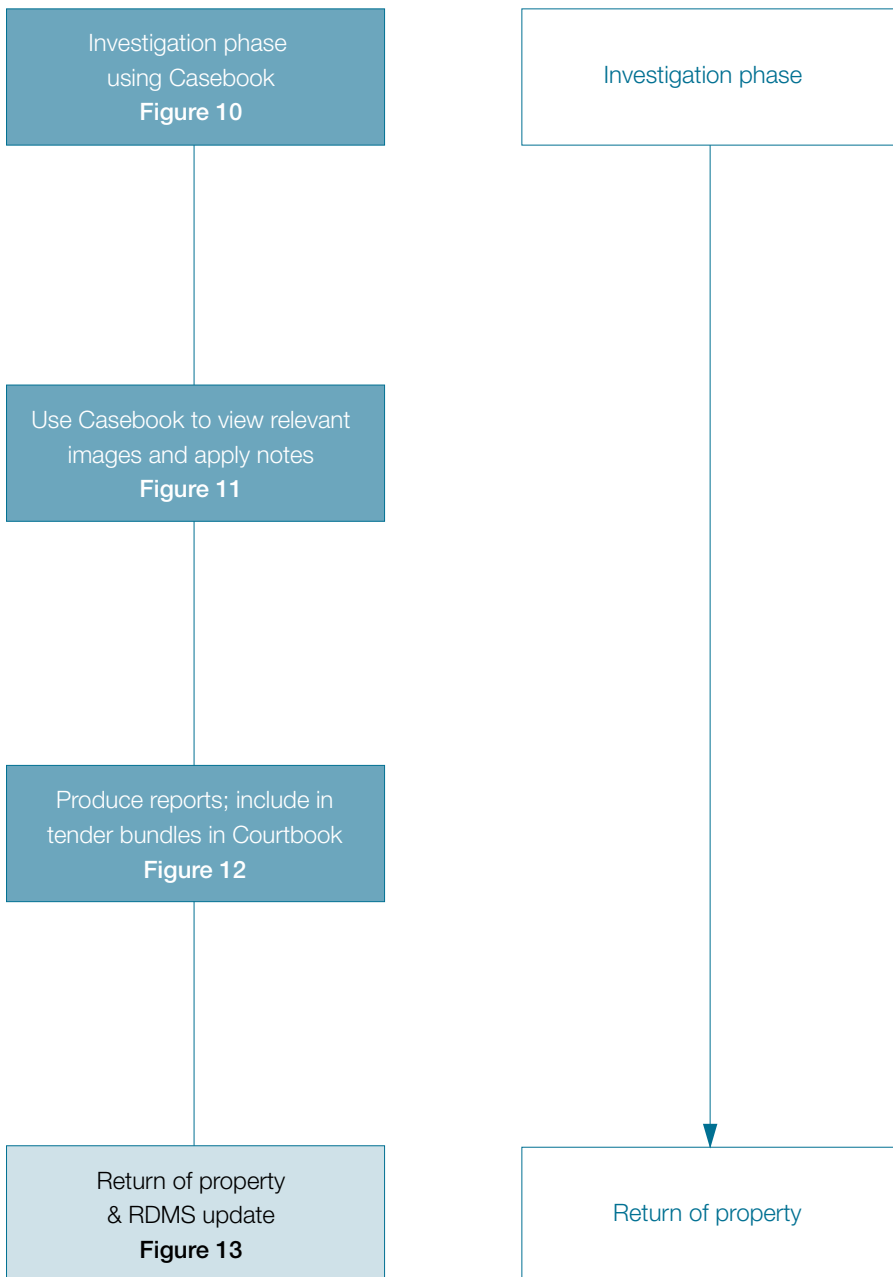 Investigation phase
using Casebook
Figure 10
Investigation phase
Use Casebook to view relevant
images and apply notes
Figure 11
Produce reports; include in
tender bundles in Courtbook
Figure 12
Return of property
& RDMS update
Figure 13
Return of property